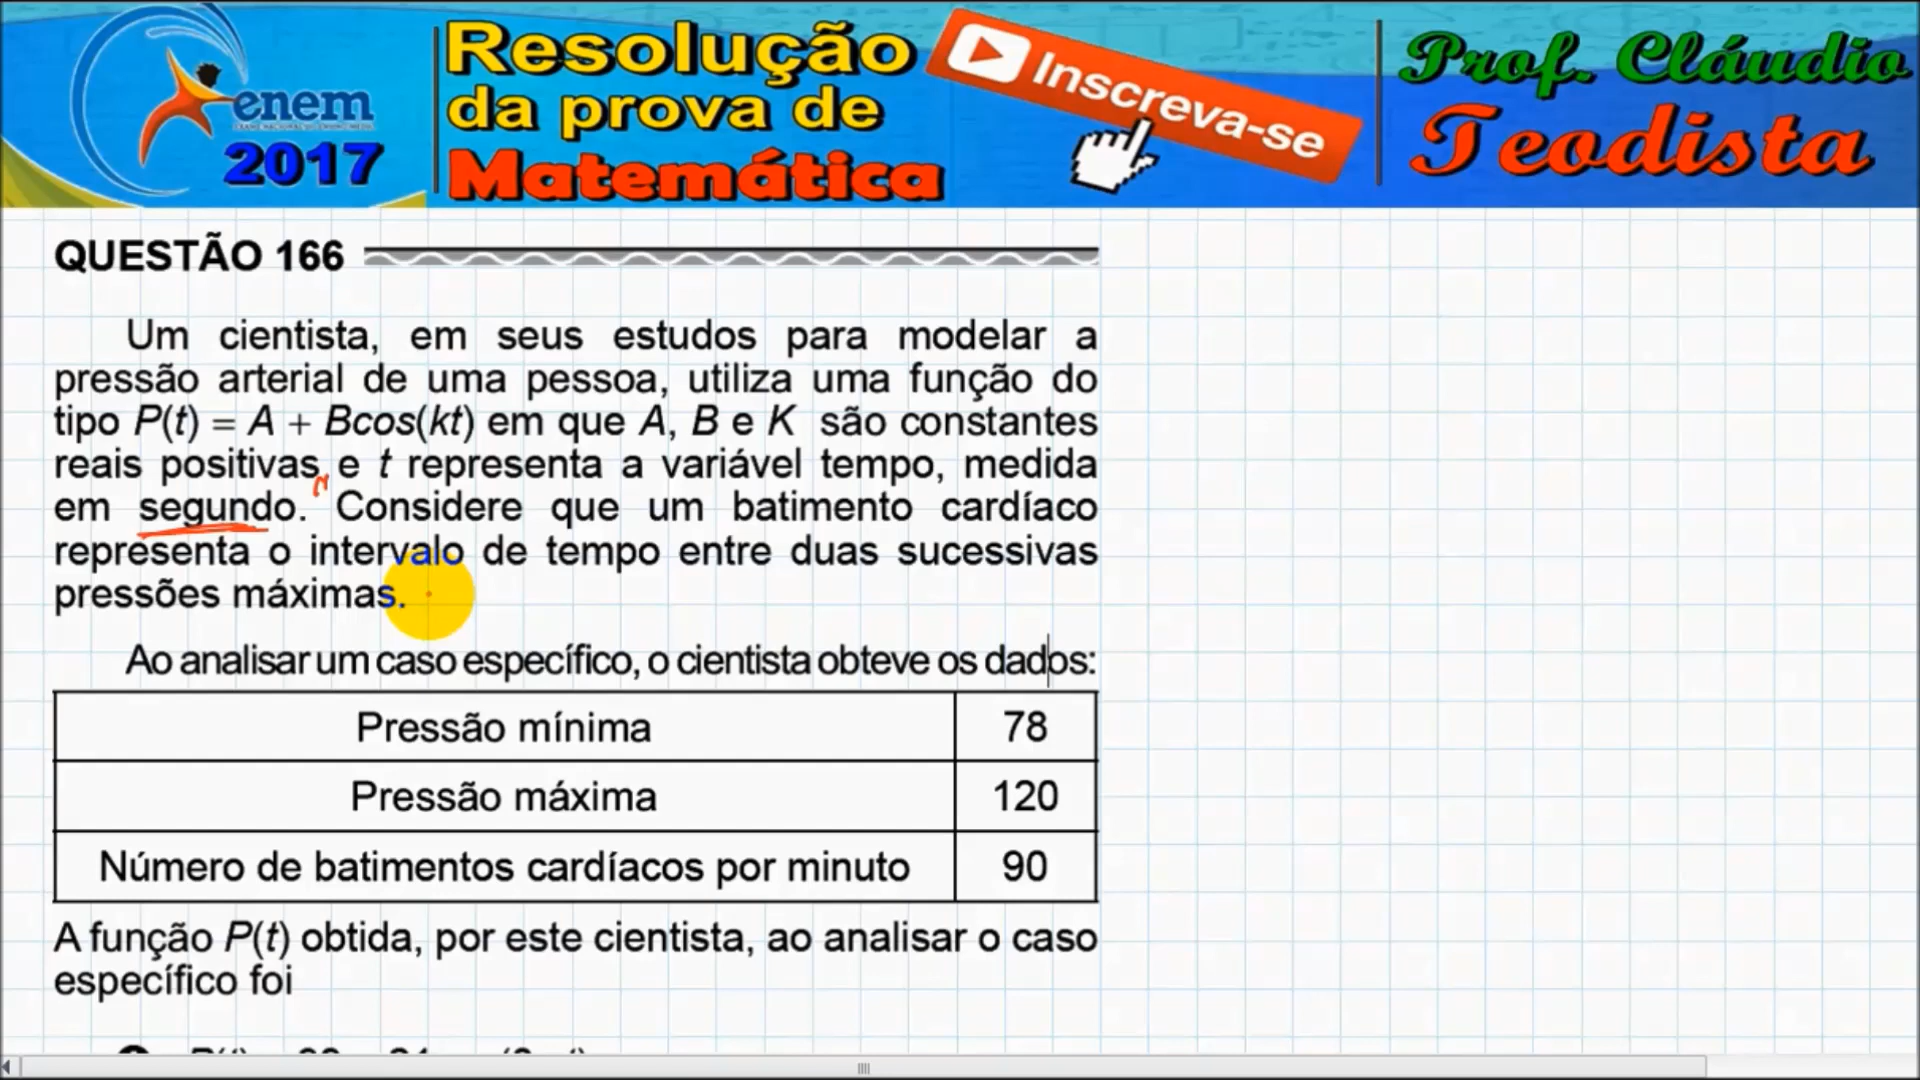 enem
2017
Resolução
da prova de
Matemática
Inscreva-se
Prof. Cláudio
Teodista
QUESTÃO 166
Um cientista, em seus estudos para modelar a
pressão arterial de uma pessoa, utiliza uma função do
tipo P(t) = A + Bcos(kt) em que A, B e K são constantes
reais positivas e t representa a variável tempo, medida
em segundo. Considere que um batimento cardíaco
representa o intervalo de tempo entre duas sucessivas
pressões máximas.
Ao analisar um caso específico, o cientista obteve os dados:
Pressão mínima 78
Pressão máxima 120
Número de batimentos cardíacos por minuto 90
A função P(t) obtida, por este cientista, ao analisar o caso
específico foi